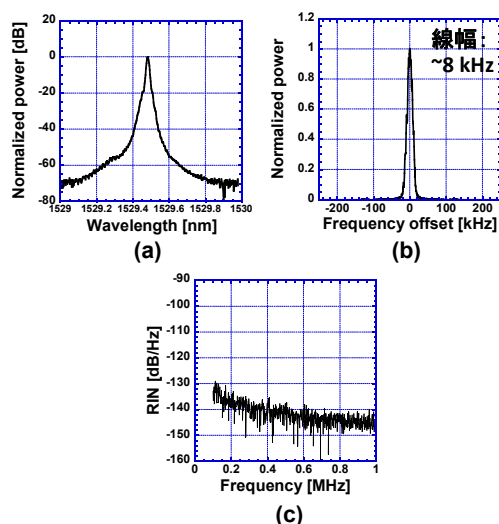 20
0
-20
-40
-60
-80
Normalized power [dB]
1529 1529.2 1529.4 1529.6 1529.8 1530
Wavelength [nm]
(a)
1.2
1
0.8
0.6
0.4
0.2
0
Normalized power
線幅:
~8 kHz
-200 -100 0 100 200
Frequency offset [kHz]
(b)
-90
-100
-110
-120
-130
-140
-150
-160
RIN [dB/Hz]
0 0.2 0.4 0.6 0.8 1
Frequency [MHz]
(c)